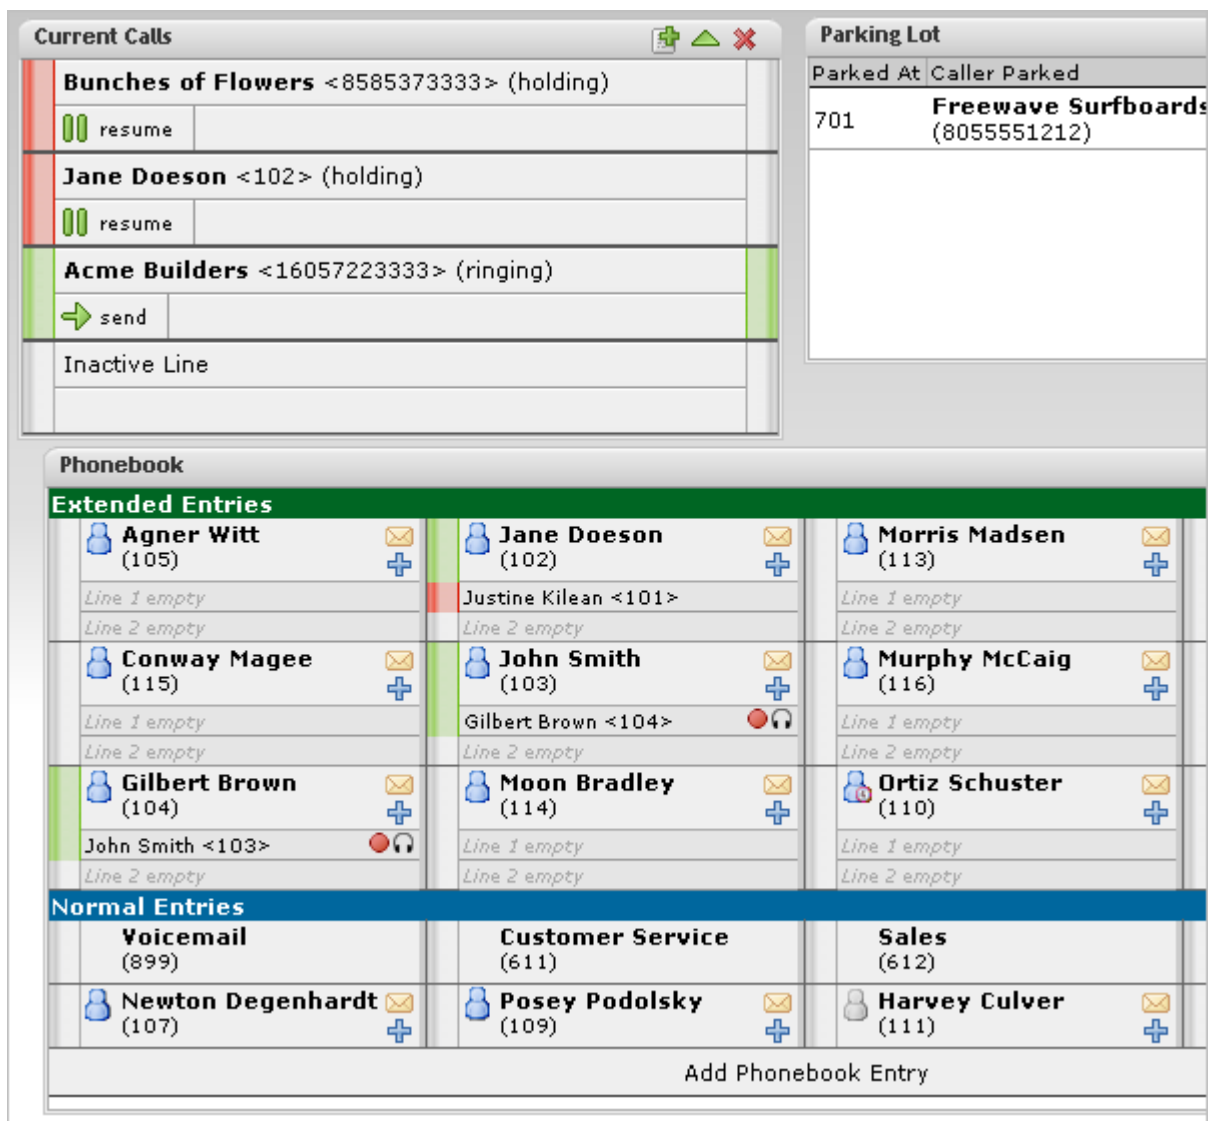 Current Calls
Bunches of Flowers <8585373333> (holding)
resume
Jane Doeson <102> (holding)
resume
Acme Builders <16057223333> (ringing)
send
Inactive Line
Parking Lot
Parked At Caller Parked
701 Freewave Surfboards
(8055551212)
Phonebook
Extended Entries
Agner Witt
(105)
Line 1 empty
Line 2 empty
Jane Doeson
(102)
Justine Kilean <101>
Line 2 empty
Morris Madsen
(113)
Line 1 empty
Line 2 empty
Conway Magee
(115)
Line 1 empty
Line 2 empty
John Smith
(103)
Gilbert Brown <104>
Line 2 empty
Murphy McCaig
(116)
Line 1 empty
Line 2 empty
Gilbert Brown
(104)
John Smith <103>
Line 2 empty
Moon Bradley
(114)
Line 1 empty
Line 2 empty
Ortiz Schuster
(110)
Line 1 empty
Line 2 empty
Normal Entries
Voicemail
(899)
Customer Service
(611)
Sales
(612)
Newton Degenhardt
(107)
Posey Podolsky
(109)
Harvey Culver
(111)
Add Phonebook Entry